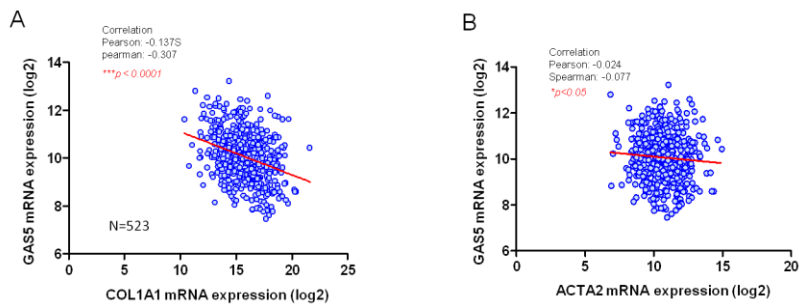 A
Correlation
Pearson: -0.137S
pearman: -0.307
***p<0.0001
GAS5 mRNA expression (log2)
14
12
10
8
6
N=523
0
5
10
15
20
25
COL1A1 mRNA expression (log2)
B
Correlation
Pearson: -0.024
Spearman: -0.077
*p<0.05
GAS5 mRNA expression (log2)
14
12
10
8
6
0
5
10
15
20
ACTA2 mRNA expression (log2)